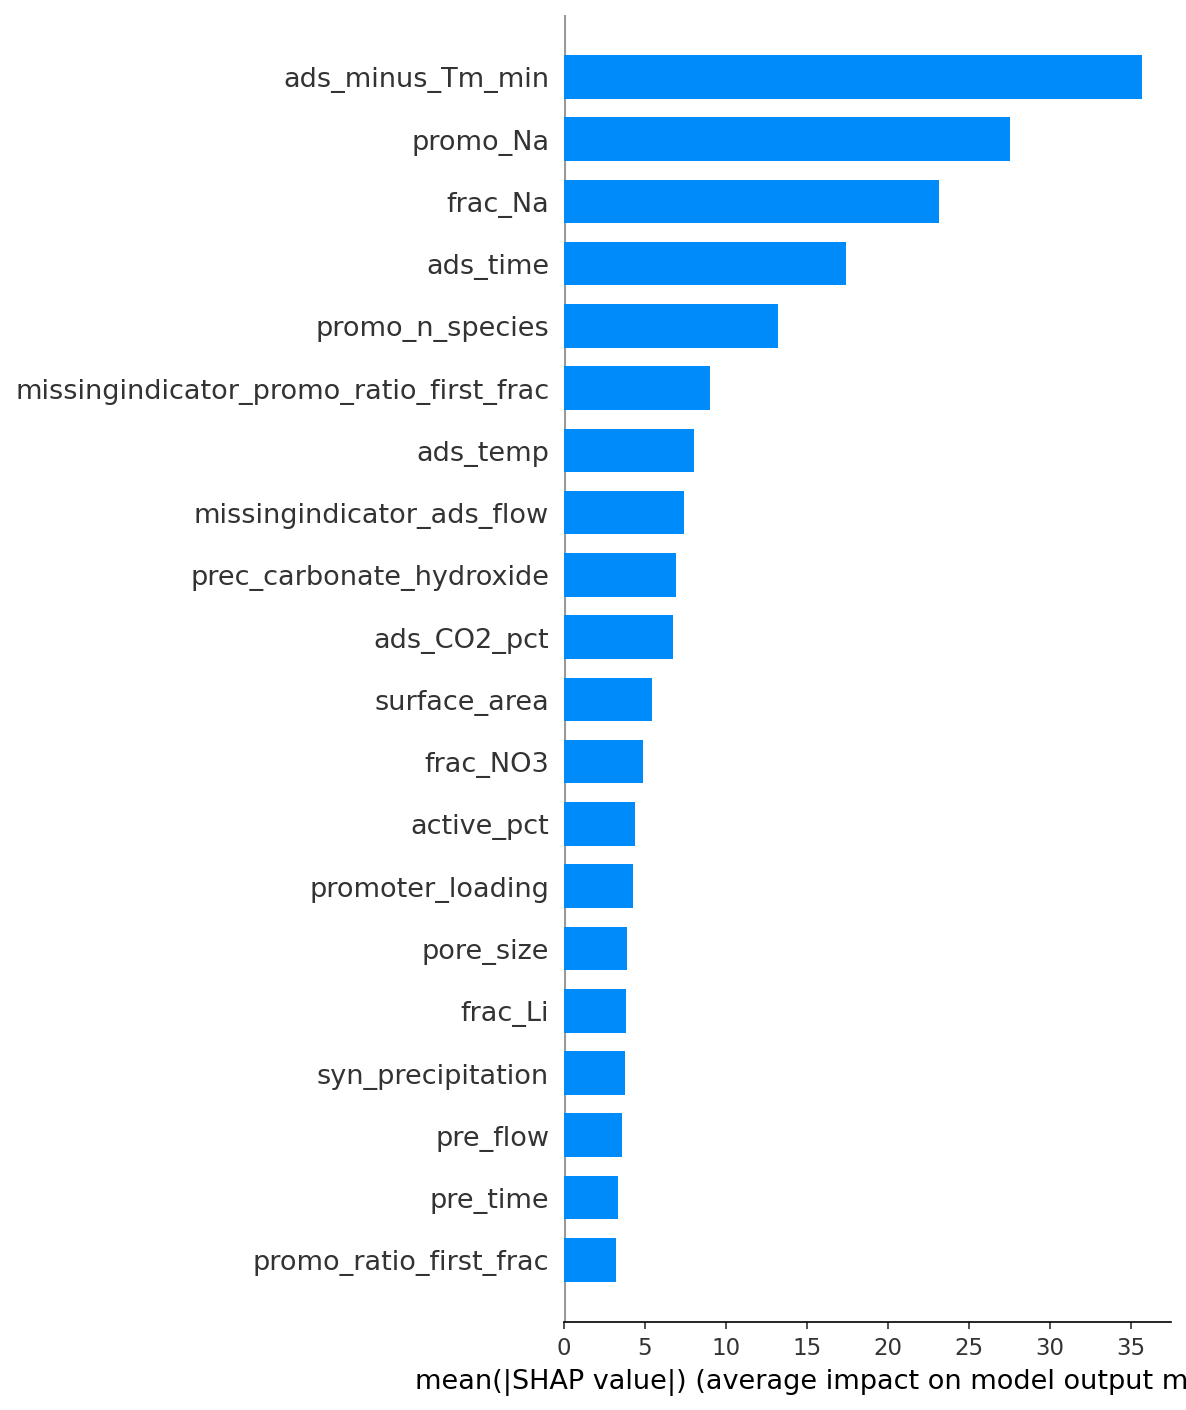 ads_minus_Tm_min
promo_Na
frac_Na
ads_time
promo_n_species
missingindicator_promo_ratio_first_frac
ads_temp
missingindicator_ads_flow
prec_carbonate_hydroxide
ads_CO2_pct
surface_area
frac_NO3
active_pct
promoter_loading
pore_size
frac_Li
syn_precipitation
pre_flow
pre_time
promo_ratio_first_frac
0 5 10 15 20 25 30 35
mean(|SHAP value|) (average impact on model output m